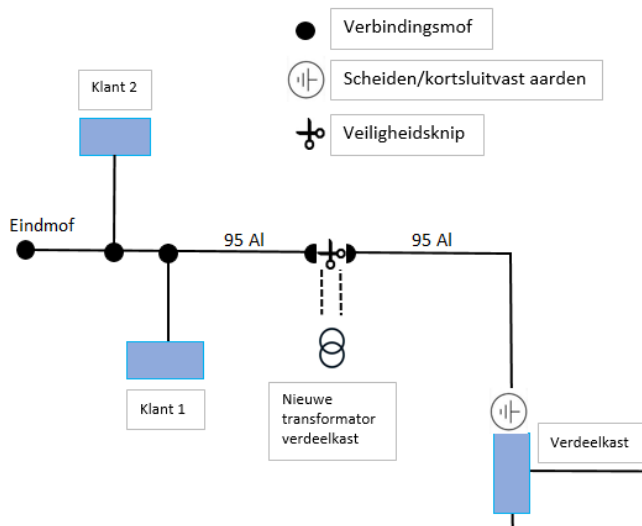 Verbindingsmof
Scheiden/kortsluitvast aarden
Veiligheidsknip
Klant 2
Eindmof
95 Al
95 Al
Klant 1
Nieuwe
transformator
verdeelkast
Verdeelkast